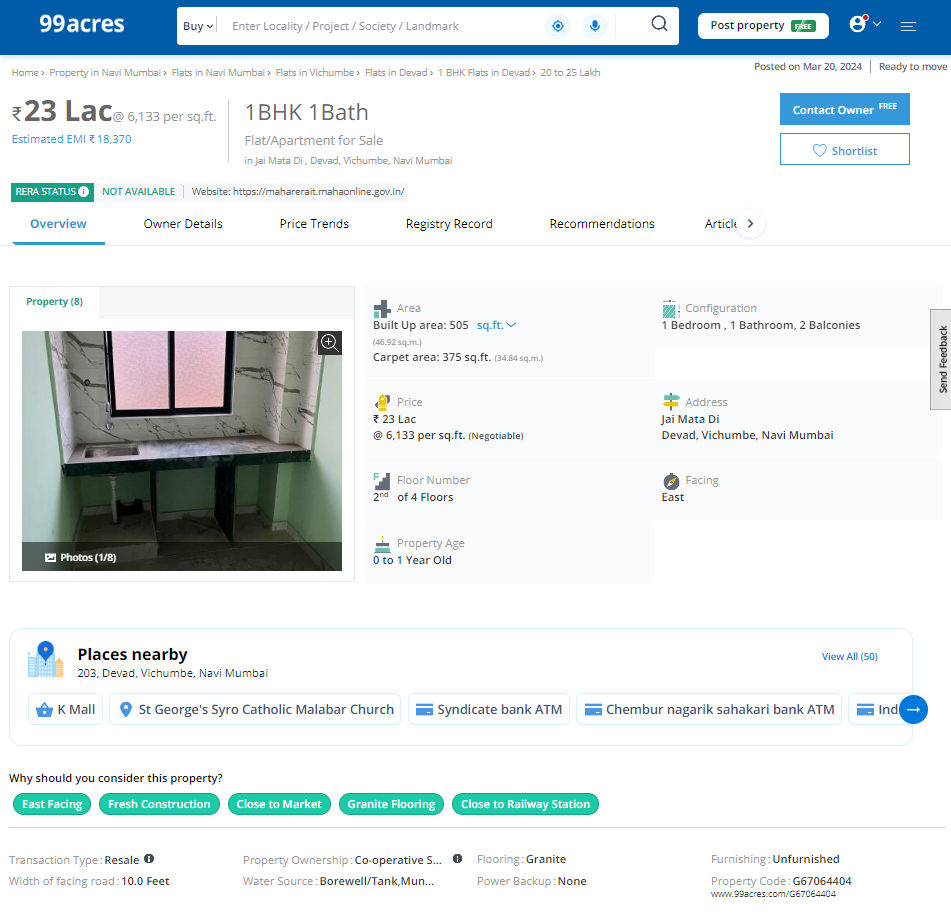 99acres
Buy
Enter Locality / Project / Society / Landmark
Post property FREE
Home › Property in Navi Mumbai › Flats in Navi Mumbai › Flats in Vichumbe › Flats in Devad › 1 BHK Flats in Devad › 20 to 25 Lakh
Posted on Mar 20, 2024 | Ready to move
₹ 23 Lac @ 6,133 per sq.ft.
Estimated EMI ₹ 18,370
1BHK 1Bath
Flat/Apartment for Sale
in Jai Mata Di , Devad, Vichumbe, Navi Mumbai
Contact Owner FREE
Shortlist
RERA STATUS NOT AVAILABLE | Website: https://maharerait.mahaonline.gov.in/
Overview
Owner Details
Price Trends
Registry Record
Recommendations
Article
Property (8)
Photos (1/8)
Area
Built Up area: 505 sq.ft.
(46.92 sq.m.)
Carpet area: 375 sq.ft. (34.84 sq.m.)
Configuration
1 Bedroom , 1 Bathroom, 2 Balconies
Price
₹ 23 Lac
@ 6,133 per sq.ft. (Negotiable)
Address
Jai Mata Di
Devad, Vichumbe, Navi Mumbai
Floor Number
2nd of 4 Floors
Facing
East
Property Age
0 to 1 Year Old
Send Feedback
Places nearby
203, Devad, Vichumbe, Navi Mumbai
View All (50)
K Mall
St George's Syro Catholic Malabar Church
Syndicate bank ATM
Chembur nagarik sahakari bank ATM
Ind
Why should you consider this property?
East Facing
Fresh Construction
Close to Market
Granite Flooring
Close to Railway Station
Transaction Type : Resale
Property Ownership : Co-operative S...
Flooring : Granite
Furnishing : Unfurnished
Width of facing road : 10.0 Feet
Water Source : Borewell/Tank,Mun...
Power Backup : None
Property Code : G67064404
www.99acres.com/G67064404